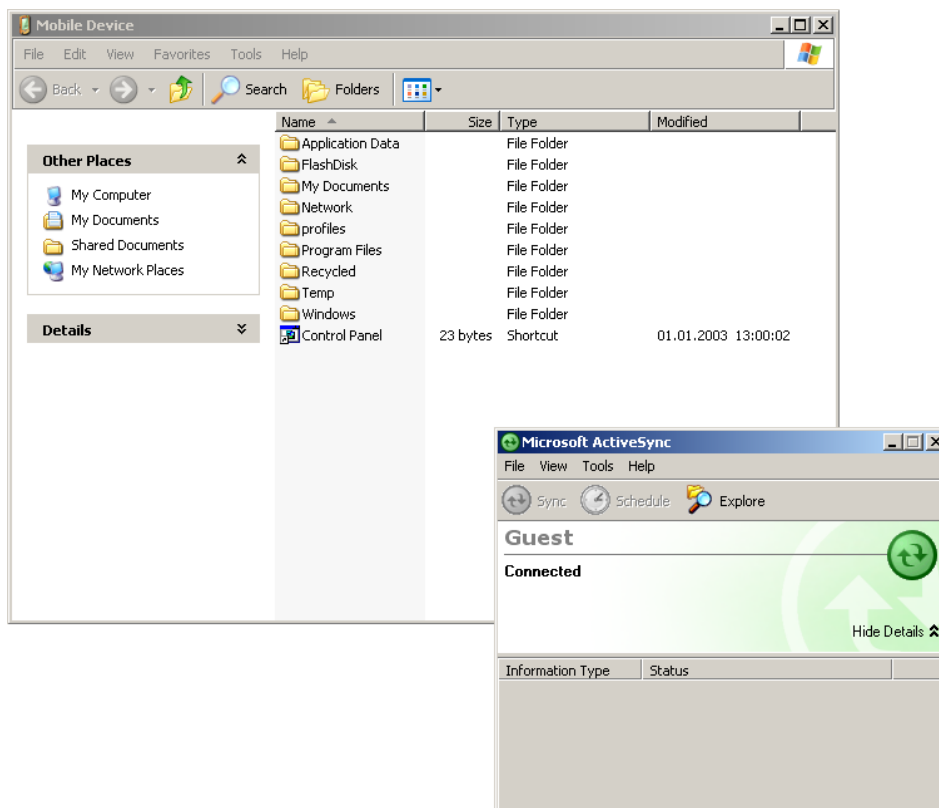 Mobile Device
File Edit View Favorites Tools Help
Back Search Folders
Name Size Type Modified
Other Places
My Computer
My Documents
Shared Documents
My Network Places
Details
Application Data File Folder
FlashDisk File Folder
My Documents File Folder
Network File Folder
profiles File Folder
Program Files File Folder
Recycled File Folder
Temp File Folder
Windows File Folder
Control Panel 23 bytes Shortcut 01.01.2003 13:00:02
Microsoft ActiveSync
File View Tools Help
Sync Schedule Explore
Guest
Connected
Hide Details
Information Type Status